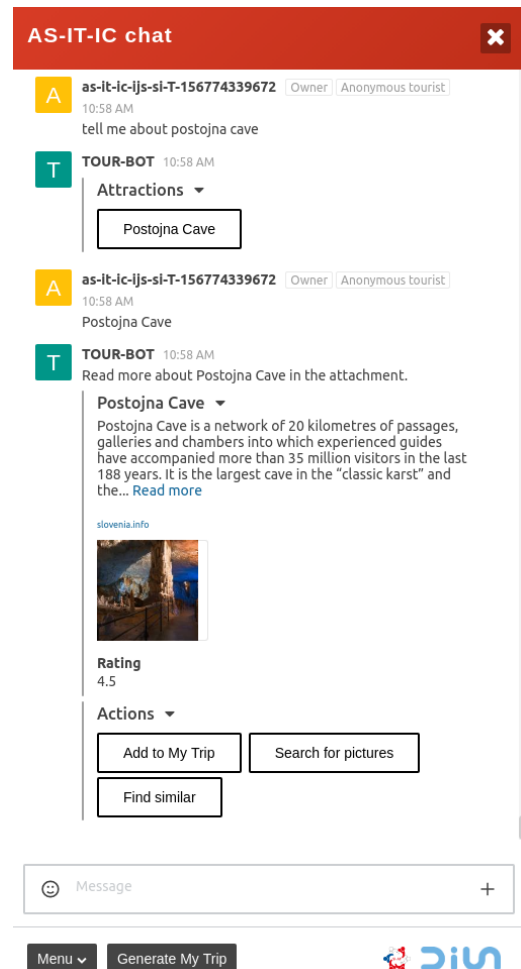 AS-IT-IC chat
A
as-it-ic-ijs-si-T-156774339672 Owner Anonymous tourist
10:58 AM
tell me about postojna cave
T
TOUR-BOT 10:58 AM
Attractions
Postojna Cave
A
as-it-ic-ijs-si-T-156774339672 Owner Anonymous tourist
10:58 AM
Postojna Cave
T
TOUR-BOT 10:58 AM
Read more about Postojna Cave in the attachment.
Postojna Cave
Postojna Cave is a network of 20 kilometres of passages,
galleries and chambers into which experienced guides
have accompanied more than 35 million visitors in the last
188 years. It is the largest cave in the “classic karst” and
the... Read more
slovenia.info
Rating
4.5
Actions
Add to My Trip Search for pictures
Find similar
Message
Menu Generate My Trip